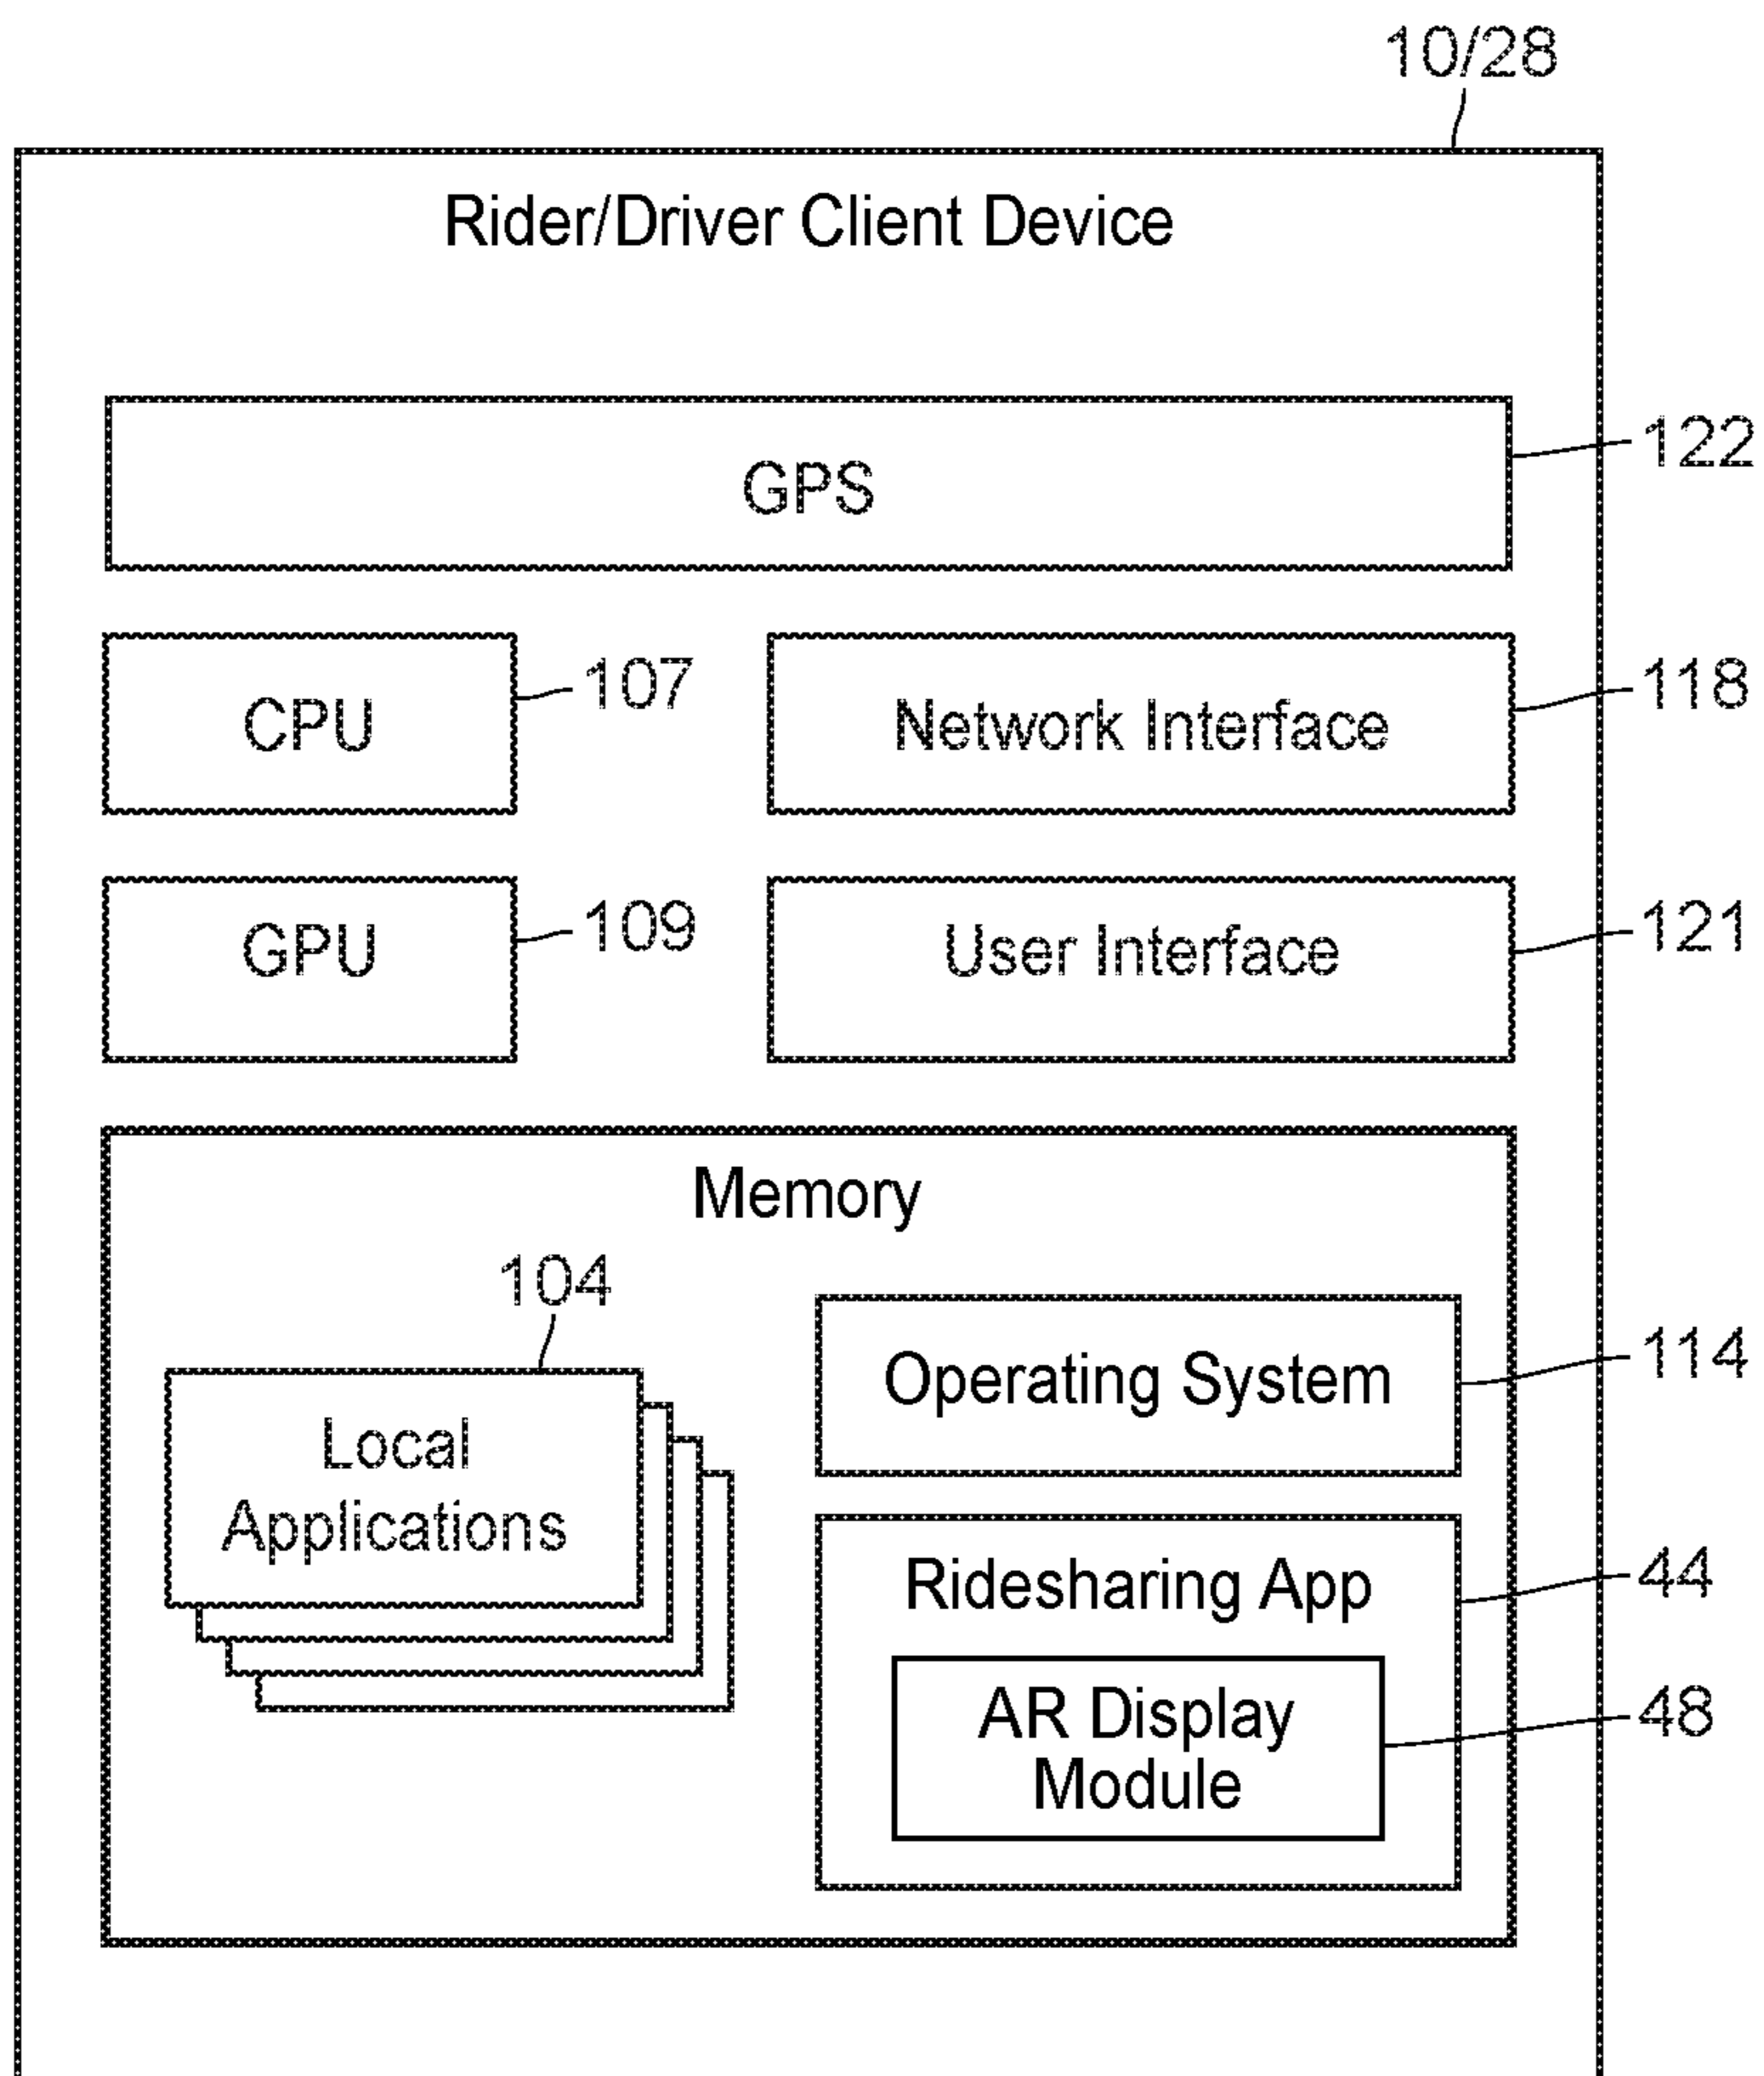 10/28
Rider/Driver Client Device
GPS
122
CPU
107
Network Interface
118
GPU
109
User Interface
121
Memory
104
Local
Applications
Operating System
114
Ridesharing App
44
AR Display
Module
48